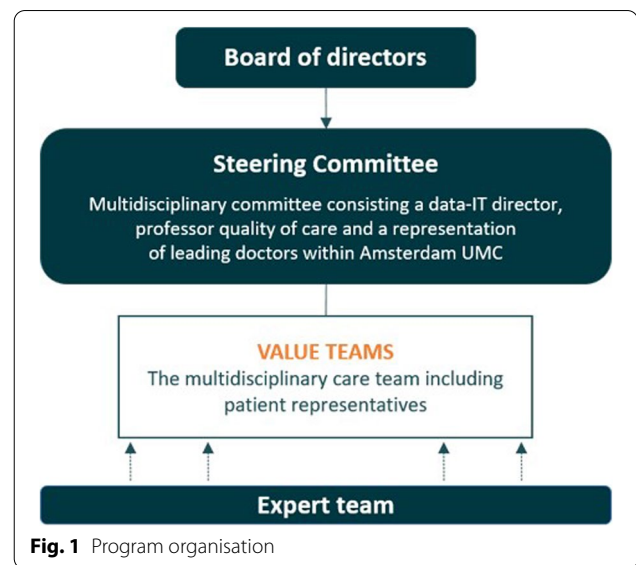 Board of directors
Steering Committee
Multidisciplinary committee consisting a data-IT director,
professor quality of care and a representation
of leading doctors within Amsterdam UMC
VALUE TEAMS
The multidisciplinary care team including
patient representatives
Expert team
Fig. 1 Program organisation